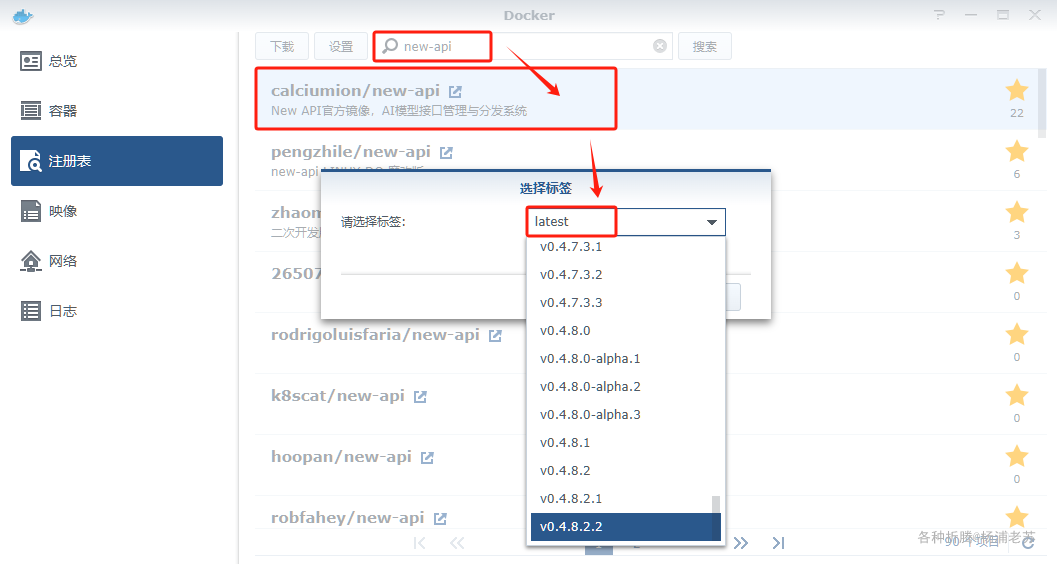 Docker
总览
容器
注册表
映像
网络
日志
下载
设置
new-api
搜索
calciumion/new-api
New API官方镜像，AI模型接口管理与分发系统
22
pengzhile/new-api
new-api
6
zhaom
二次开发
3
26507
0
rodrigoluisfaria/new-api
0
k8scat/new-api
0
hoopan/new-api
0
robfahey/new-api
选择标签
请选择标签:
latest
v0.4.7.3.1
v0.4.7.3.2
v0.4.7.3.3
v0.4.8.0
v0.4.8.0-alpha.1
v0.4.8.0-alpha.2
v0.4.8.0-alpha.3
v0.4.8.1
v0.4.8.2
v0.4.8.2.1
v0.4.8.2.2
90 个项目
各种折腾@杨浦老苏